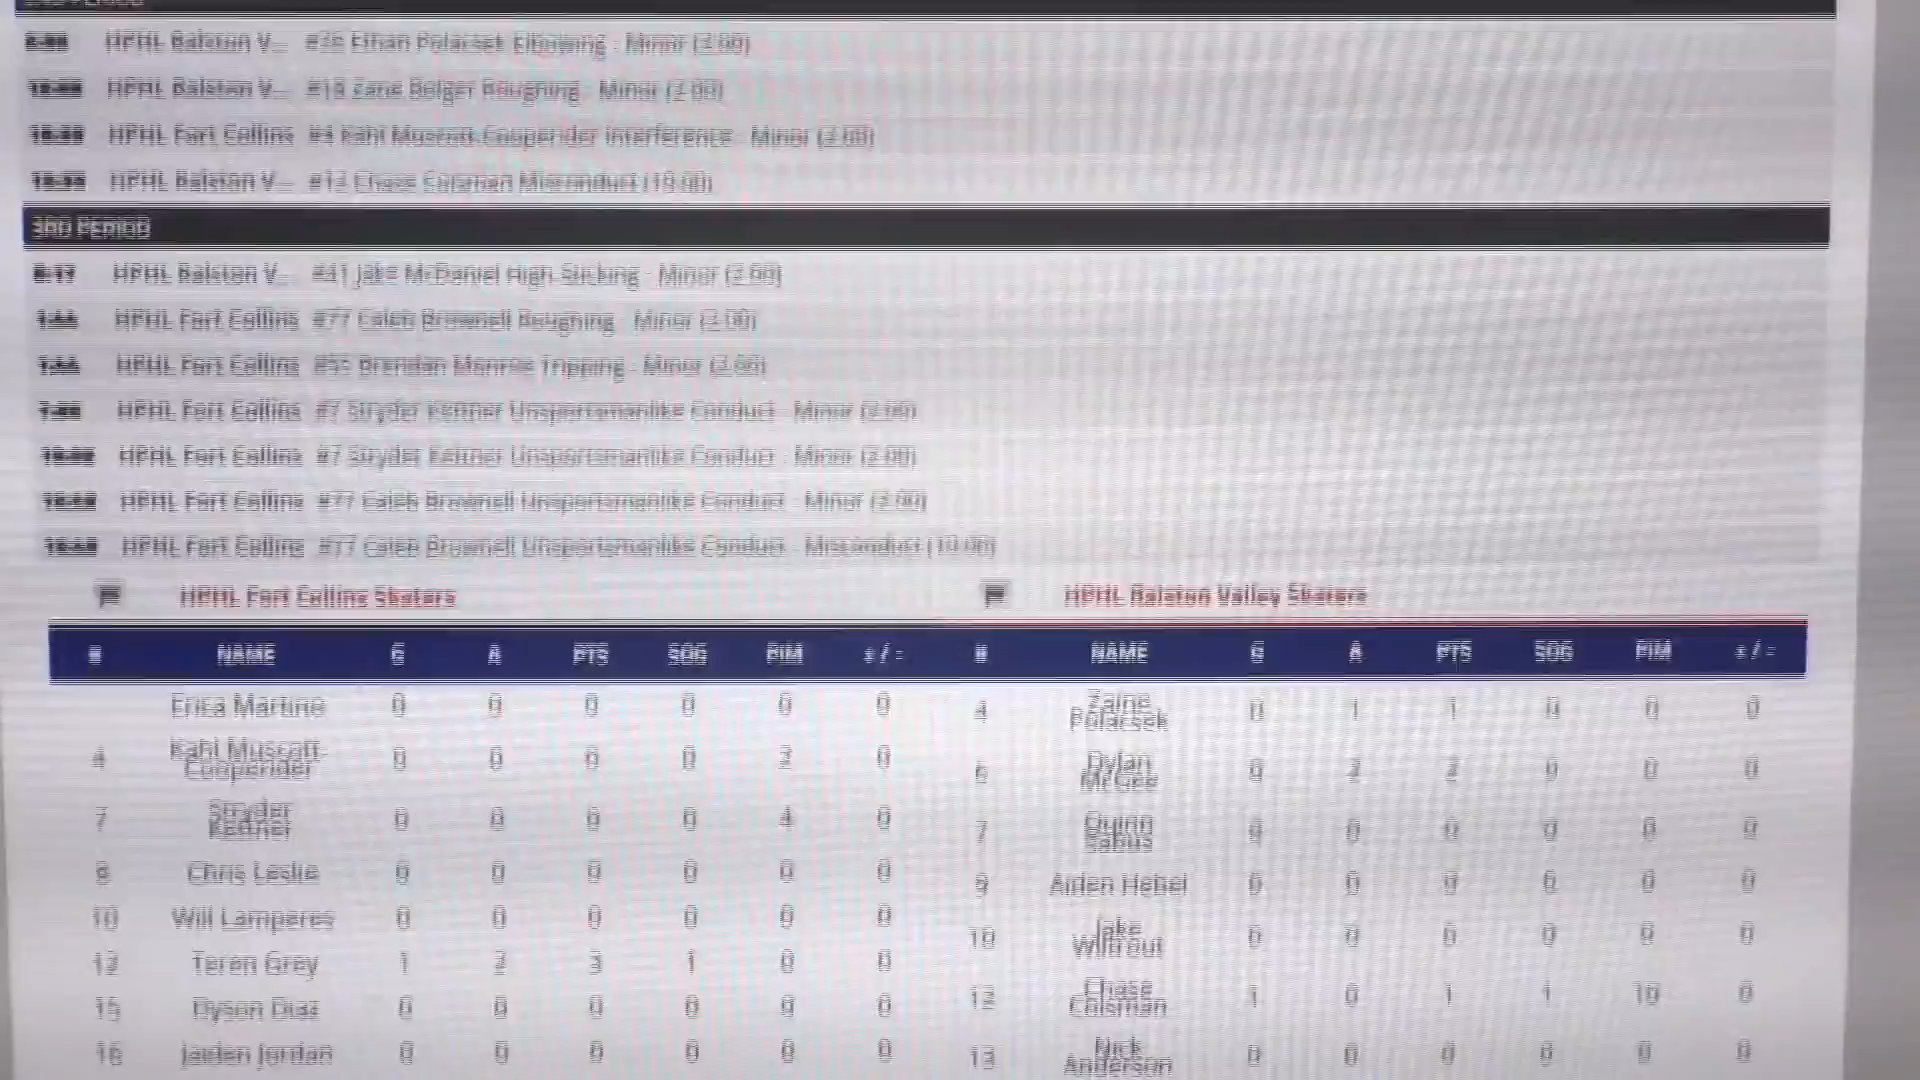 HPHL Ralston V... Ethan Polacsek Elbowing - Minor (2:00)
HPHL Ralston V... #18 Zane Bolger Roughing - Minor (2:00)
HPHL Fort Collins #4 Kahl Muscott-Cooperider Interference - Minor (2:00)
HPHL Ralston V... Chase Colsman Misconduct (10:00)
3RD PERIOD
HPHL Ralston V... #41 Jake McDaniel High-Sticking - Minor (2:00)
HPHL Fort Collins #77 Caleb Brownell Roughing - Minor (2:00)
HPHL Fort Collins #55 Brendan Monroe Tripping - Minor (2:00)
HPHL Fort Collins #7 Stryder Kettner Unsportsmanlike Conduct - Minor (2:00)
HPHL Fort Collins #7 Stryder Kettner Unsportsmanlike Conduct - Minor (2:00)
HPHL Fort Collins #77 Caleb Brownell Unsportsmanlike Conduct - Minor (2:00)
HPHL Fort Collins #77 Caleb Brownell Unsportsmanlike Conduct - Misconduct (10:00)
HPHL Fort Collins Skaters HPHL Ralston Valley Skaters
# NAME G A PTS SOG PIM +/- # NAME G A PTS SOG PIM +/-
Erica Martine 0 0 0 0 0 0 4 Zaine Polacsek 0 1 1 0 0 0
4 Kahl Muscott-Cooperider 0 0 0 0 2 0 Dylan McGee 0 2 2 0 0 0
7 Stryder Kettner 0 0 0 0 4 0 7 Quinn 0 0 0 0 0 0
Chris Leslie 0 0 0 0 0 0 9 Aiden Hebel 0 0 0 0 0 0
10 Will Lamperes 0 0 0 0 0 0 10 Jake Wiltrout 0 0 0 0 0 0
12 Teren Grey 1 2 3 1 0 0 12 Chase Colsman 1 0 1 1 10 0
15 Dyson Diaz 0 0 0 0 0 0
16 Jaiden Jordan 0 0 0 0 0 0 13 Nick Anderson 0 0 0 0 0 0